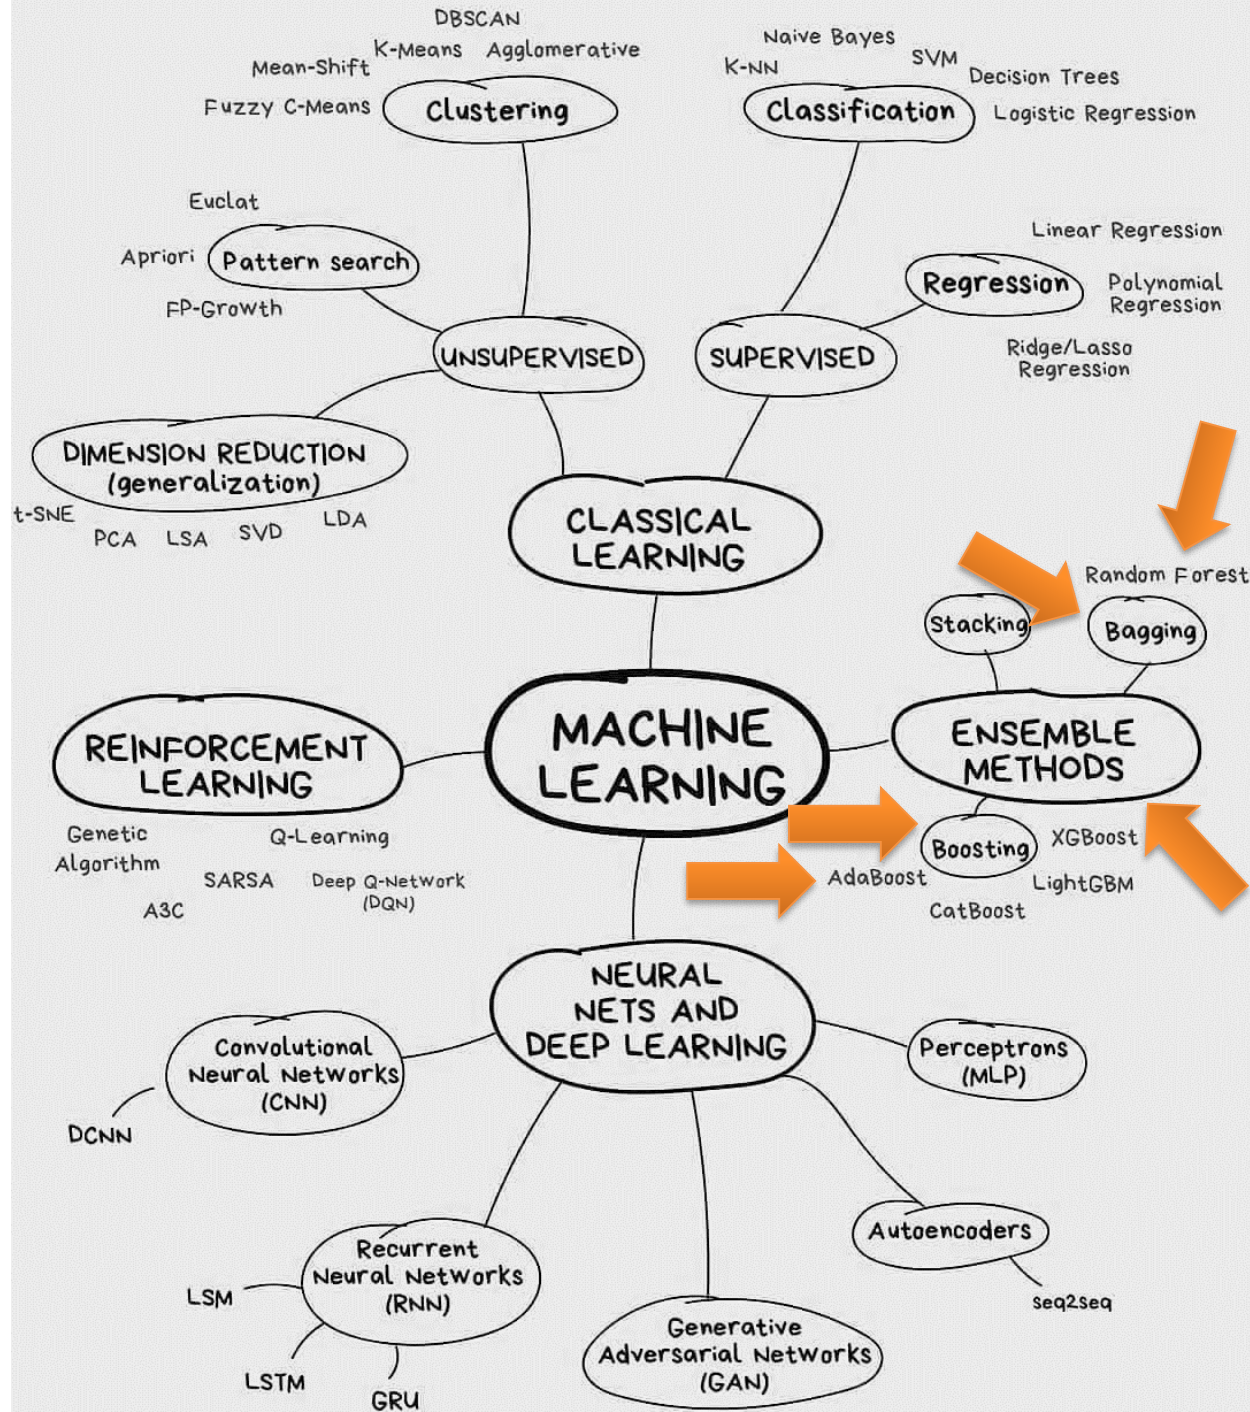 DBSCAN
K-Means
Agglomerative
Mean-Shift
Fuzzy C-Means
Clustering
Naive Bayes
K-NN
SVM
Decision Trees
Classification
Logistic Regression
Euclat
Apriori
Pattern search
FP-Growth
Linear Regression
Regression
Polynomial
Regression
Ridge/Lasso
Regression
UNSUPERVISED
SUPERVISED
DIMENSION REDUCTION
(generalization)
t-SNE
PCA
LSA
SVD
LDA
CLASSICAL
LEARNING
Random Forest
Stacking
Bagging
REINFORCEMENT
LEARNING
MACHINE
LEARNING
ENSEMBLE
METHODS
Genetic
Algorithm
Q-Learning
SARSA
Deep Q-Network
(DQN)
A3C
Boosting
XGBoost
AdaBoost
LightGBM
CatBoost
NEURAL
NETS AND
DEEP LEARNING
Convolutional
Neural Networks
(CNN)
DCNN
Perceptrons
(MLP)
Autoencoders
seq2seq
Recurrent
Neural Networks
(RNN)
LSM
LSTM
GRU
Generative
Adversarial Networks
(GAN)